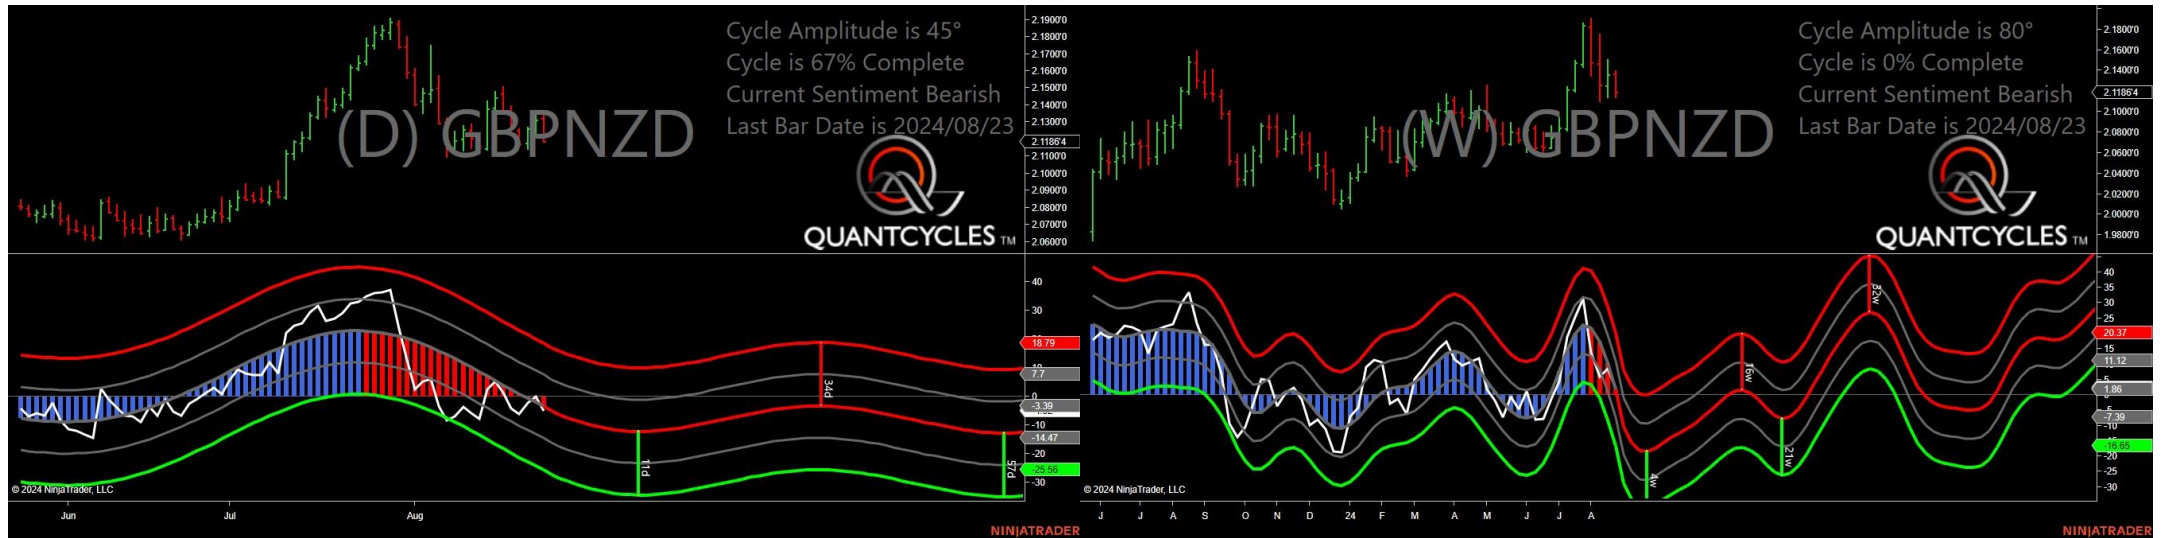 Cycle Amplitude is 45°
Cycle is 67% Complete
Current Sentiment Bearish
Last Bar Date is 2024/08/23
(D) GBPNZD
QUANTCYCLES TM
2.1900'0
2.1800'0
2.1700'0
2.1600'0
2.1500'0
2.1400'0
2.1300'0
2.1186'4
2.1100'0
2.1000'0
2.0900'0
2.0800'0
2.0700'0
2.0600'0
40
30
18.79
7.7
0
-3.39
-10
-14.47
-20
-25.56
-30
34d
11d
57d
© 2024 NinjaTrader, LLC
Jun
Jul
Aug
NINJATRADER
Cycle Amplitude is 80°
Cycle is 0% Complete
Current Sentiment Bearish
Last Bar Date is 2024/08/23
(W) GBPNZD
QUANTCYCLES TM
2.1800'0
2.1600'0
2.1400'0
2.1186'4
2.1000'0
2.0800'0
2.0600'0
2.0400'0
2.0200'0
2.0000'0
1.9800'0
40
35
30
25
20.37
15
11.12
1.86
-7.39
-10
-16.65
-20
-25
-30
32w
16w
21w
4w
© 2024 NinjaTrader, LLC
J
J
A
S
O
N
D
24
F
M
A
M
J
J
A
NINJATRADER